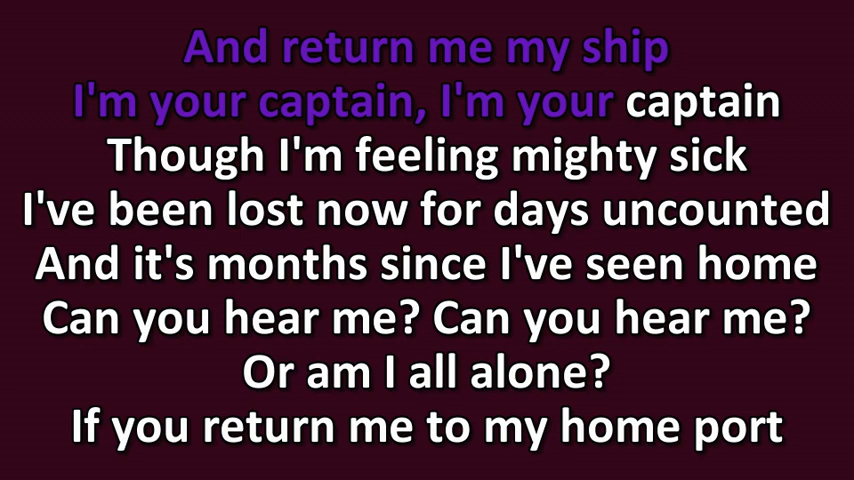 And return me my ship
I'm your captain, I'm your captain
Though I'm feeling mighty sick
I've been lost now for days uncounted
And it's months since I've seen home
Can you hear me? Can you hear me?
Or am I all alone?
If you return me to my home port